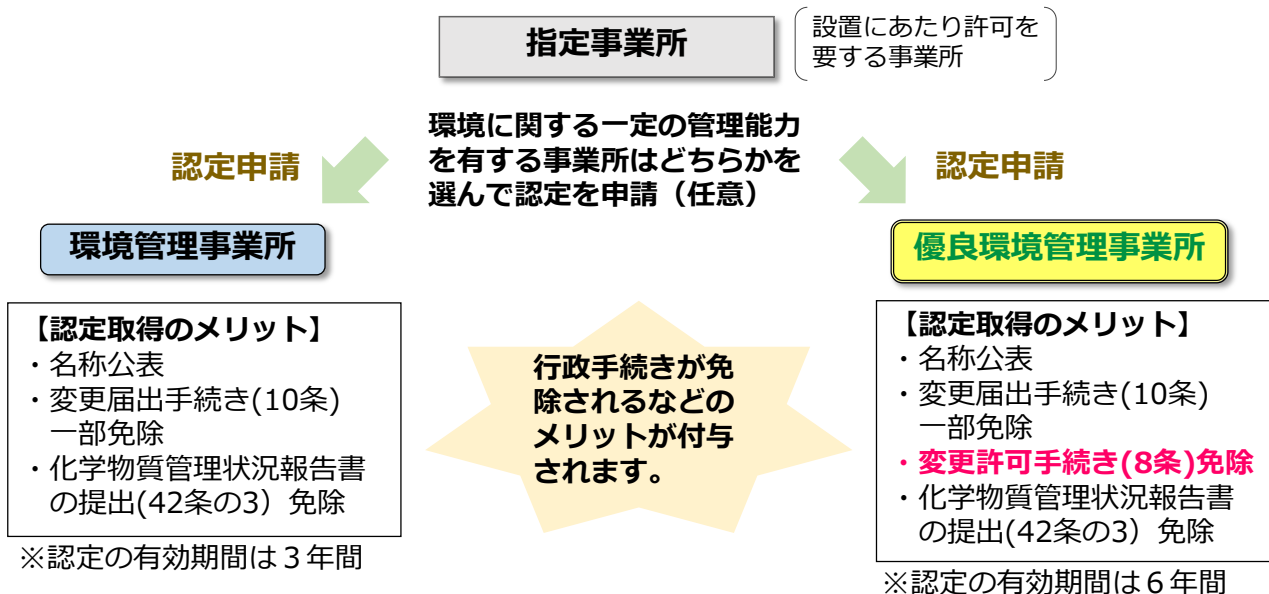 指定事業所
設置にあたり許可を
要する事業所
環境に関する一定の管理能力
を有する事業所はどちらかを
選んで認定を申請（任意）
認定申請
認定申請
環境管理事業所
【認定取得のメリット】
・名称公表
・変更届出手続き(10条)
一部免除
・化学物質管理状況報告書
の提出(42条の3）免除
※認定の有効期間は３年間
行政手続きが免
除されるなどの
メリットが付与
されます。
優良環境管理事業所
【認定取得のメリット】
・名称公表
・変更届出手続き(10条)
一部免除
・変更許可手続き(8条)免除
・化学物質管理状況報告書
の提出(42条の3）免除
※認定の有効期間は６年間